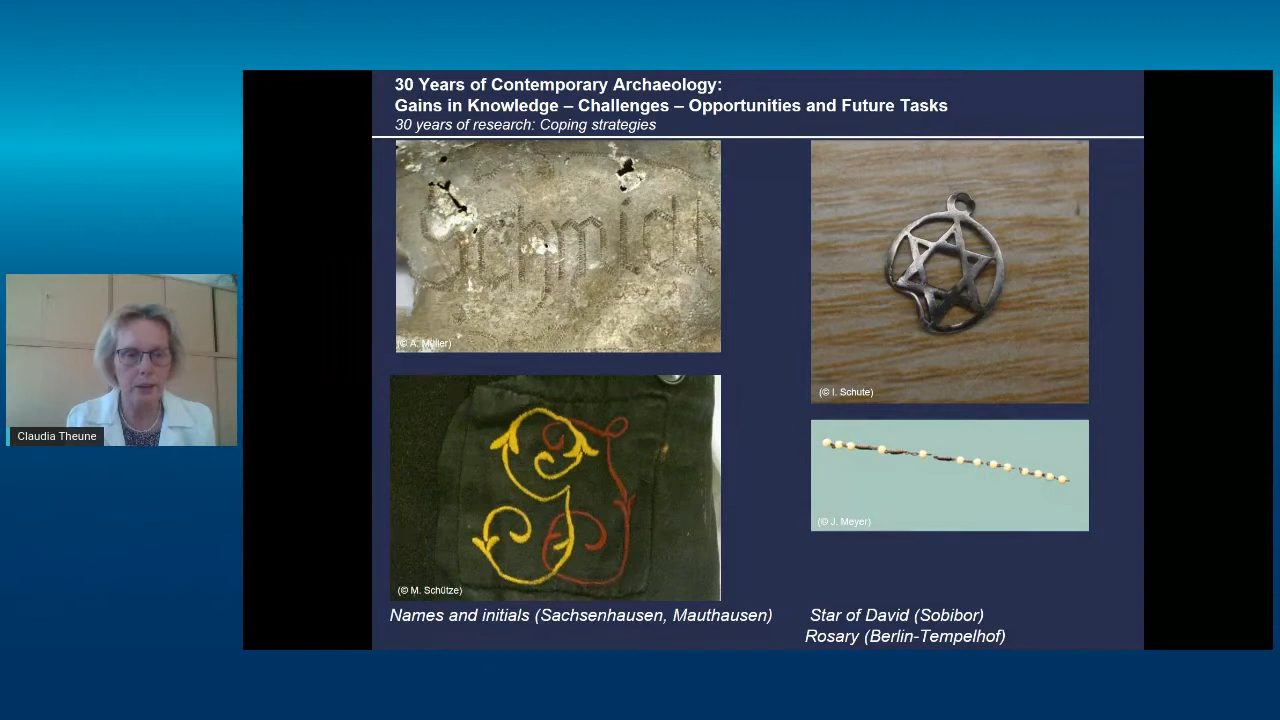 30 Years of Contemporary Archaeology:
Gains in Knowledge – Challenges – Opportunities and Future Tasks
30 years of research: Coping strategies
Schmidt
(© A. Müller)
(© I. Schute)
(© J. Meyer)
(© M. Schütze)
Names and initials (Sachsenhausen, Mauthausen)
Star of David (Sobibor)
Rosary (Berlin-Tempelhof)
Claudia Theune